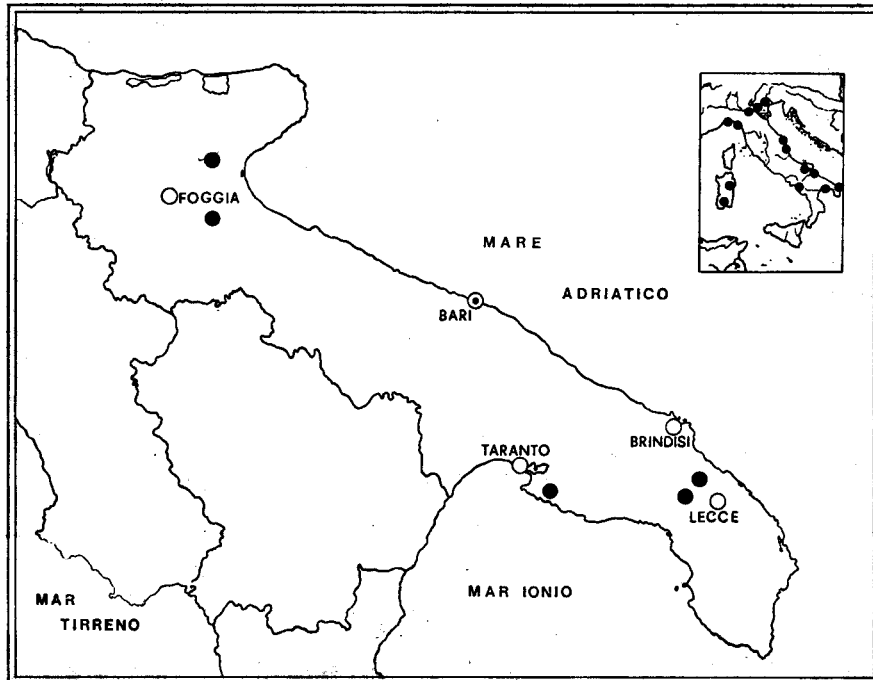 FOGGIA
MARE
ADRIATICO
BARI
TARANTO
BRINDISI
LECCE
MAR IONIO
MAR
TIRRENO